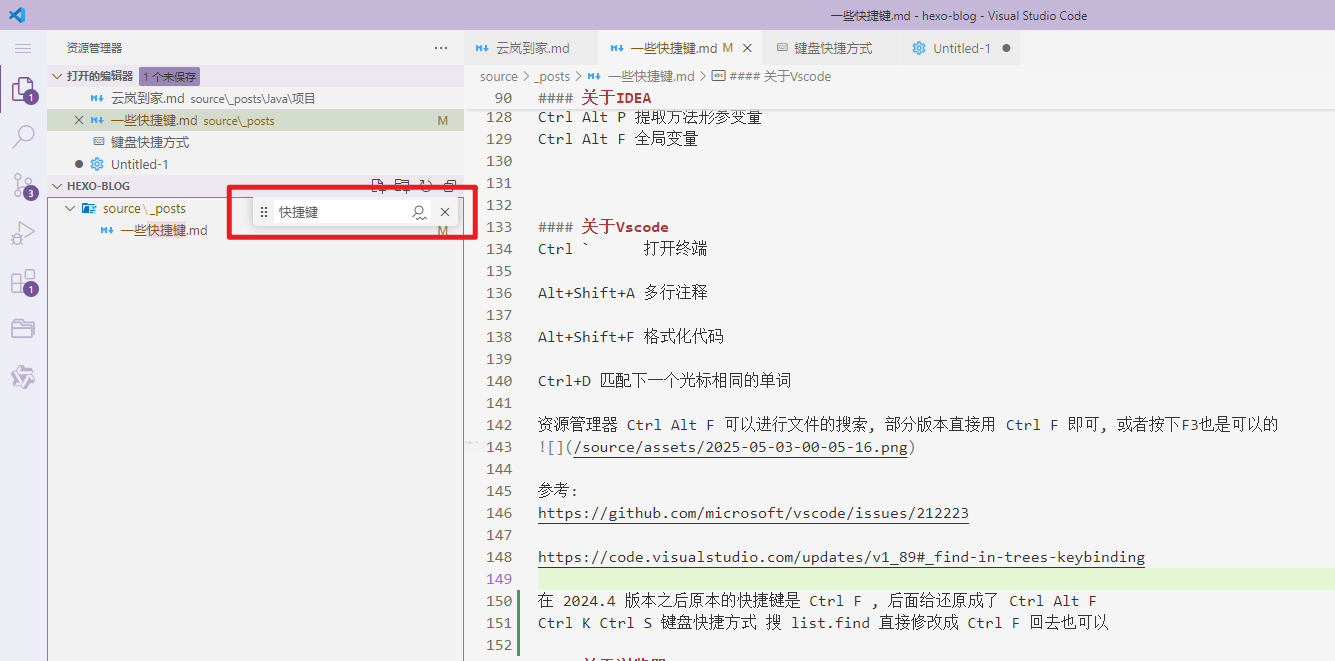 一些快捷键.md - hexo-blog - Visual Studio Code
资源管理器
打开的编辑器 1 个未保存
云岚到家.md source\_posts\Java\项目
一些快捷键.md source\_posts M
键盘快捷方式
Untitled-1
HEXO-BLOG
source\_posts
一些快捷键.md M
快捷键
1
3
1
云岚到家.md 一些快捷键.md M 键盘快捷方式 Untitled-1
source > _posts > 一些快捷键.md > #### 关于Vscode
90 #### 关于IDEA
128 Ctrl Alt P 提取方法形参变量
129 Ctrl Alt F 全局变量
130
131
132
133 #### 关于Vscode
134 Ctrl ` 打开终端
135
136 Alt+Shift+A 多行注释
137
138 Alt+Shift+F 格式化代码
139
140 Ctrl+D 匹配下一个光标相同的单词
141
142 资源管理器 Ctrl Alt F 可以进行文件的搜索, 部分版本直接用 Ctrl F 即可, 或者按下F3也是可以的
143 ![](/source/assets/2025-05-03-00-05-16.png)
144
145 参考:
146 https://github.com/microsoft/vscode/issues/212223
147
148 https://code.visualstudio.com/updates/v1_89#_find-in-trees-keybinding
149
150 在 2024.4 版本之后原本的快捷键是 Ctrl F , 后面给还原成了 Ctrl Alt F
151 Ctrl K Ctrl S 键盘快捷方式 搜 list.find 直接修改成 Ctrl F 回去也可以
152